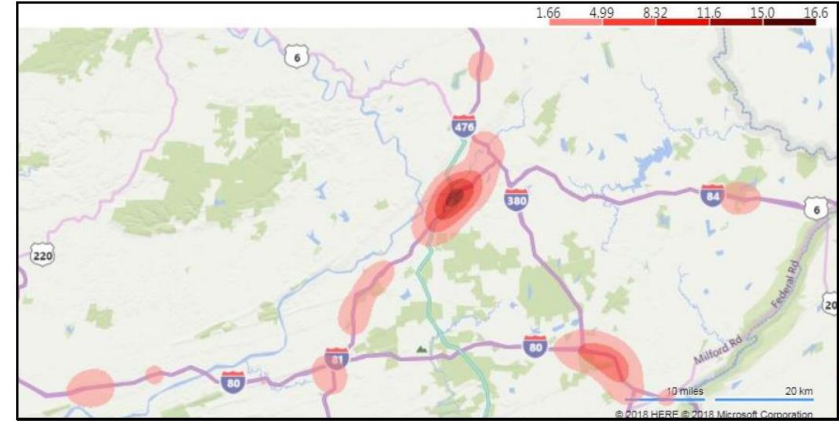 1.66 4.99 8.32 11.6 15.0 16.6
6
476
84
380
6
220
Federal Rd
20
Milford Rd
80
81
80
10 miles 20 km
© 2018 HERE © 2018 Microsoft Corporation